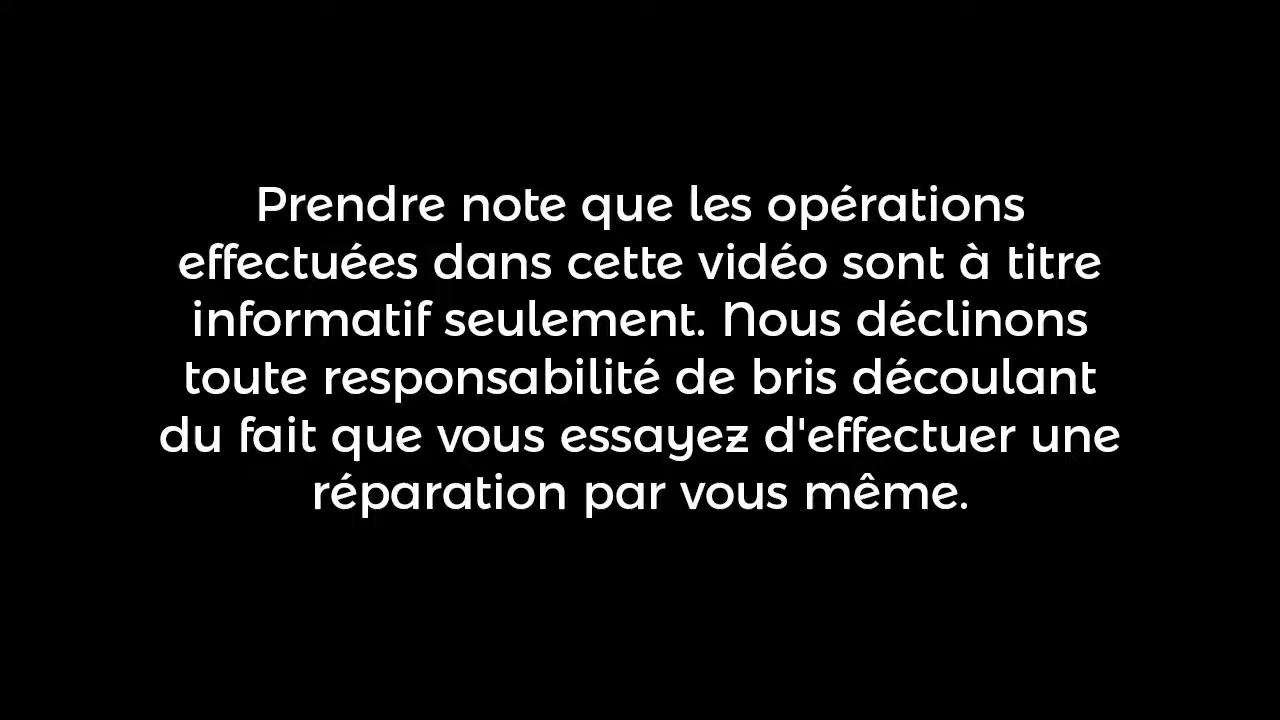 Prendre note que les opérations
effectuées dans cette vidéo sont à titre
informatif seulement. Nous déclinons
toute responsabilité de bris découlant
du fait que vous essayez d'effectuer une
réparation par vous même.